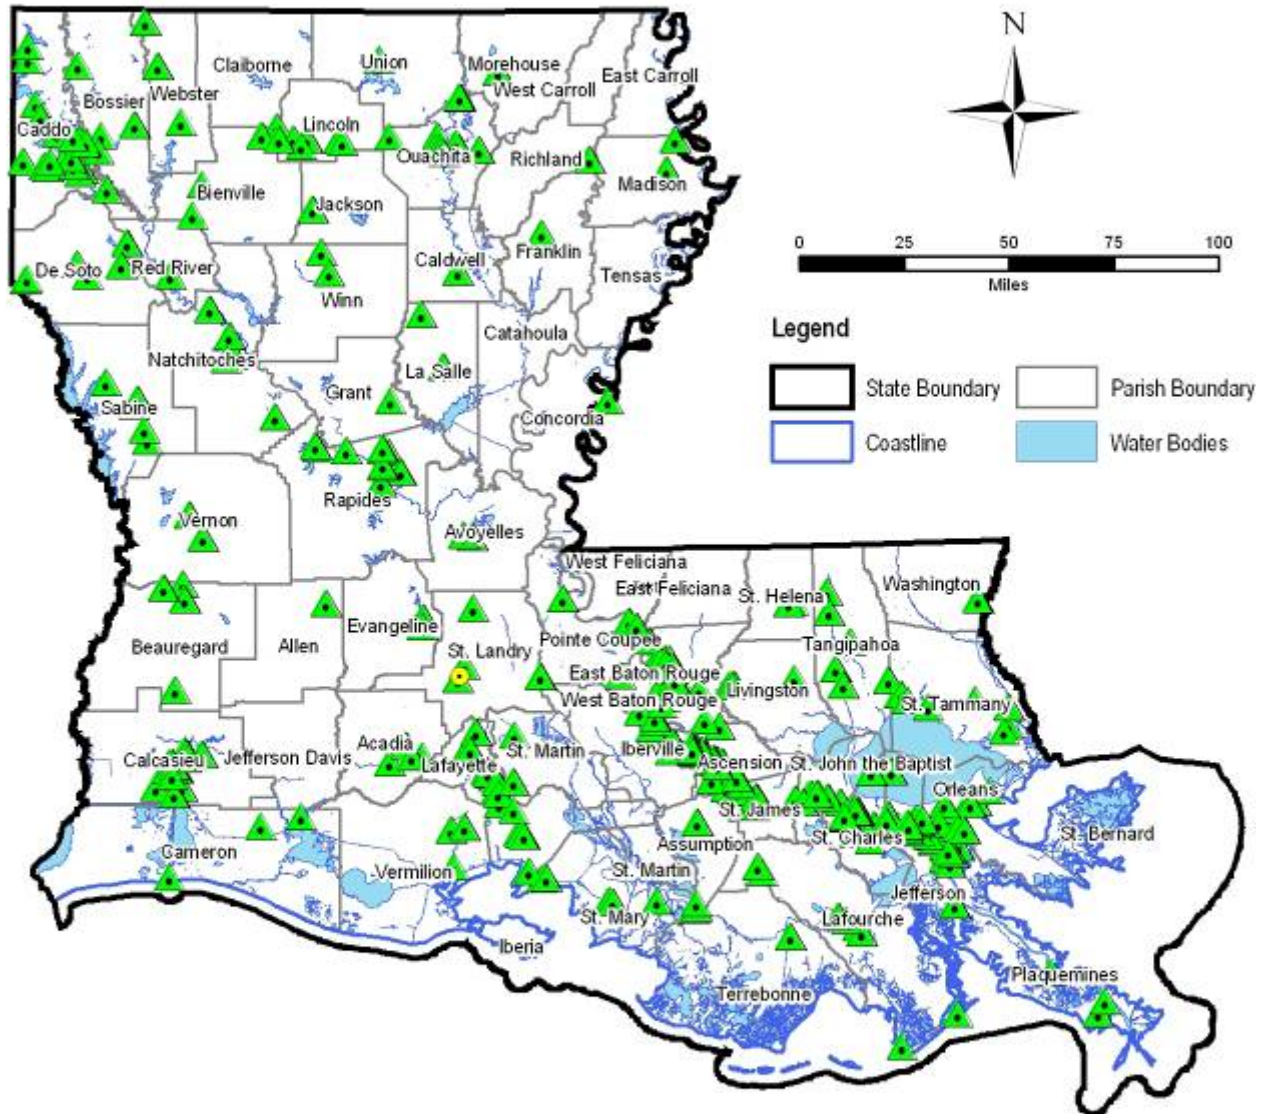 N
Union
Morehouse
Claiborne
East Carroll
West Carroll
Webster
Bossier
Caddo
Lincoln
Ouachita
Richland
Madison
Bienville
Jackson
0 25 50 75 100
Miles
Franklin
Caldwell
De Soto
Red River
Tensas
Winn
Legend
Catahoula
Natchitoches
La Salle
State Boundary
Parish Boundary
Grant
Sabine
Concordia
Coastline
Water Bodies
Rapides
Vernon
Avoyelles
West Feliciana
East Feliciana
Washington
St. Helena
Evangeline
Pointe Coupee
Beauregard
Allen
St. Landry
Tangipahoa
East Baton Rouge
Livingston
West Baton Rouge
St. Tammany
Acadia
St. Martin
Iberville
Calcasieu
Jefferson Davis
Lafayette
Ascension
St. John the Baptist
Orleans
St. James
St. Bernard
St. Charles
Assumption
Cameron
Vermilion
St. Martin
Jefferson
St. Mary
Lafourche
Iberia
Plaquemines
Terrebonne